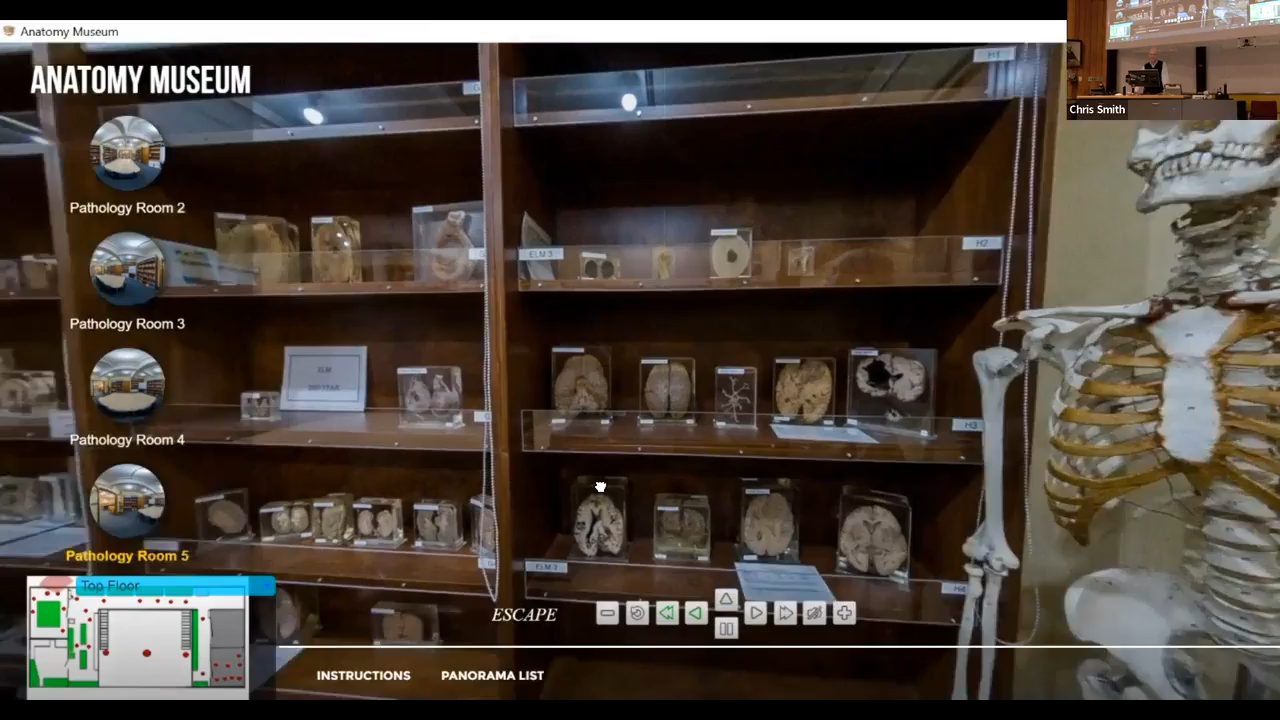 Anatomy Museum
ANATOMY MUSEUM
Chris Smith
Pathology Room 2
Pathology Room 3
Pathology Room 4
Pathology Room 5
H1
H2
ELM 3
ELM
H3
H4
Top Floor
ESCAPE
INSTRUCTIONS
PANORAMA LIST